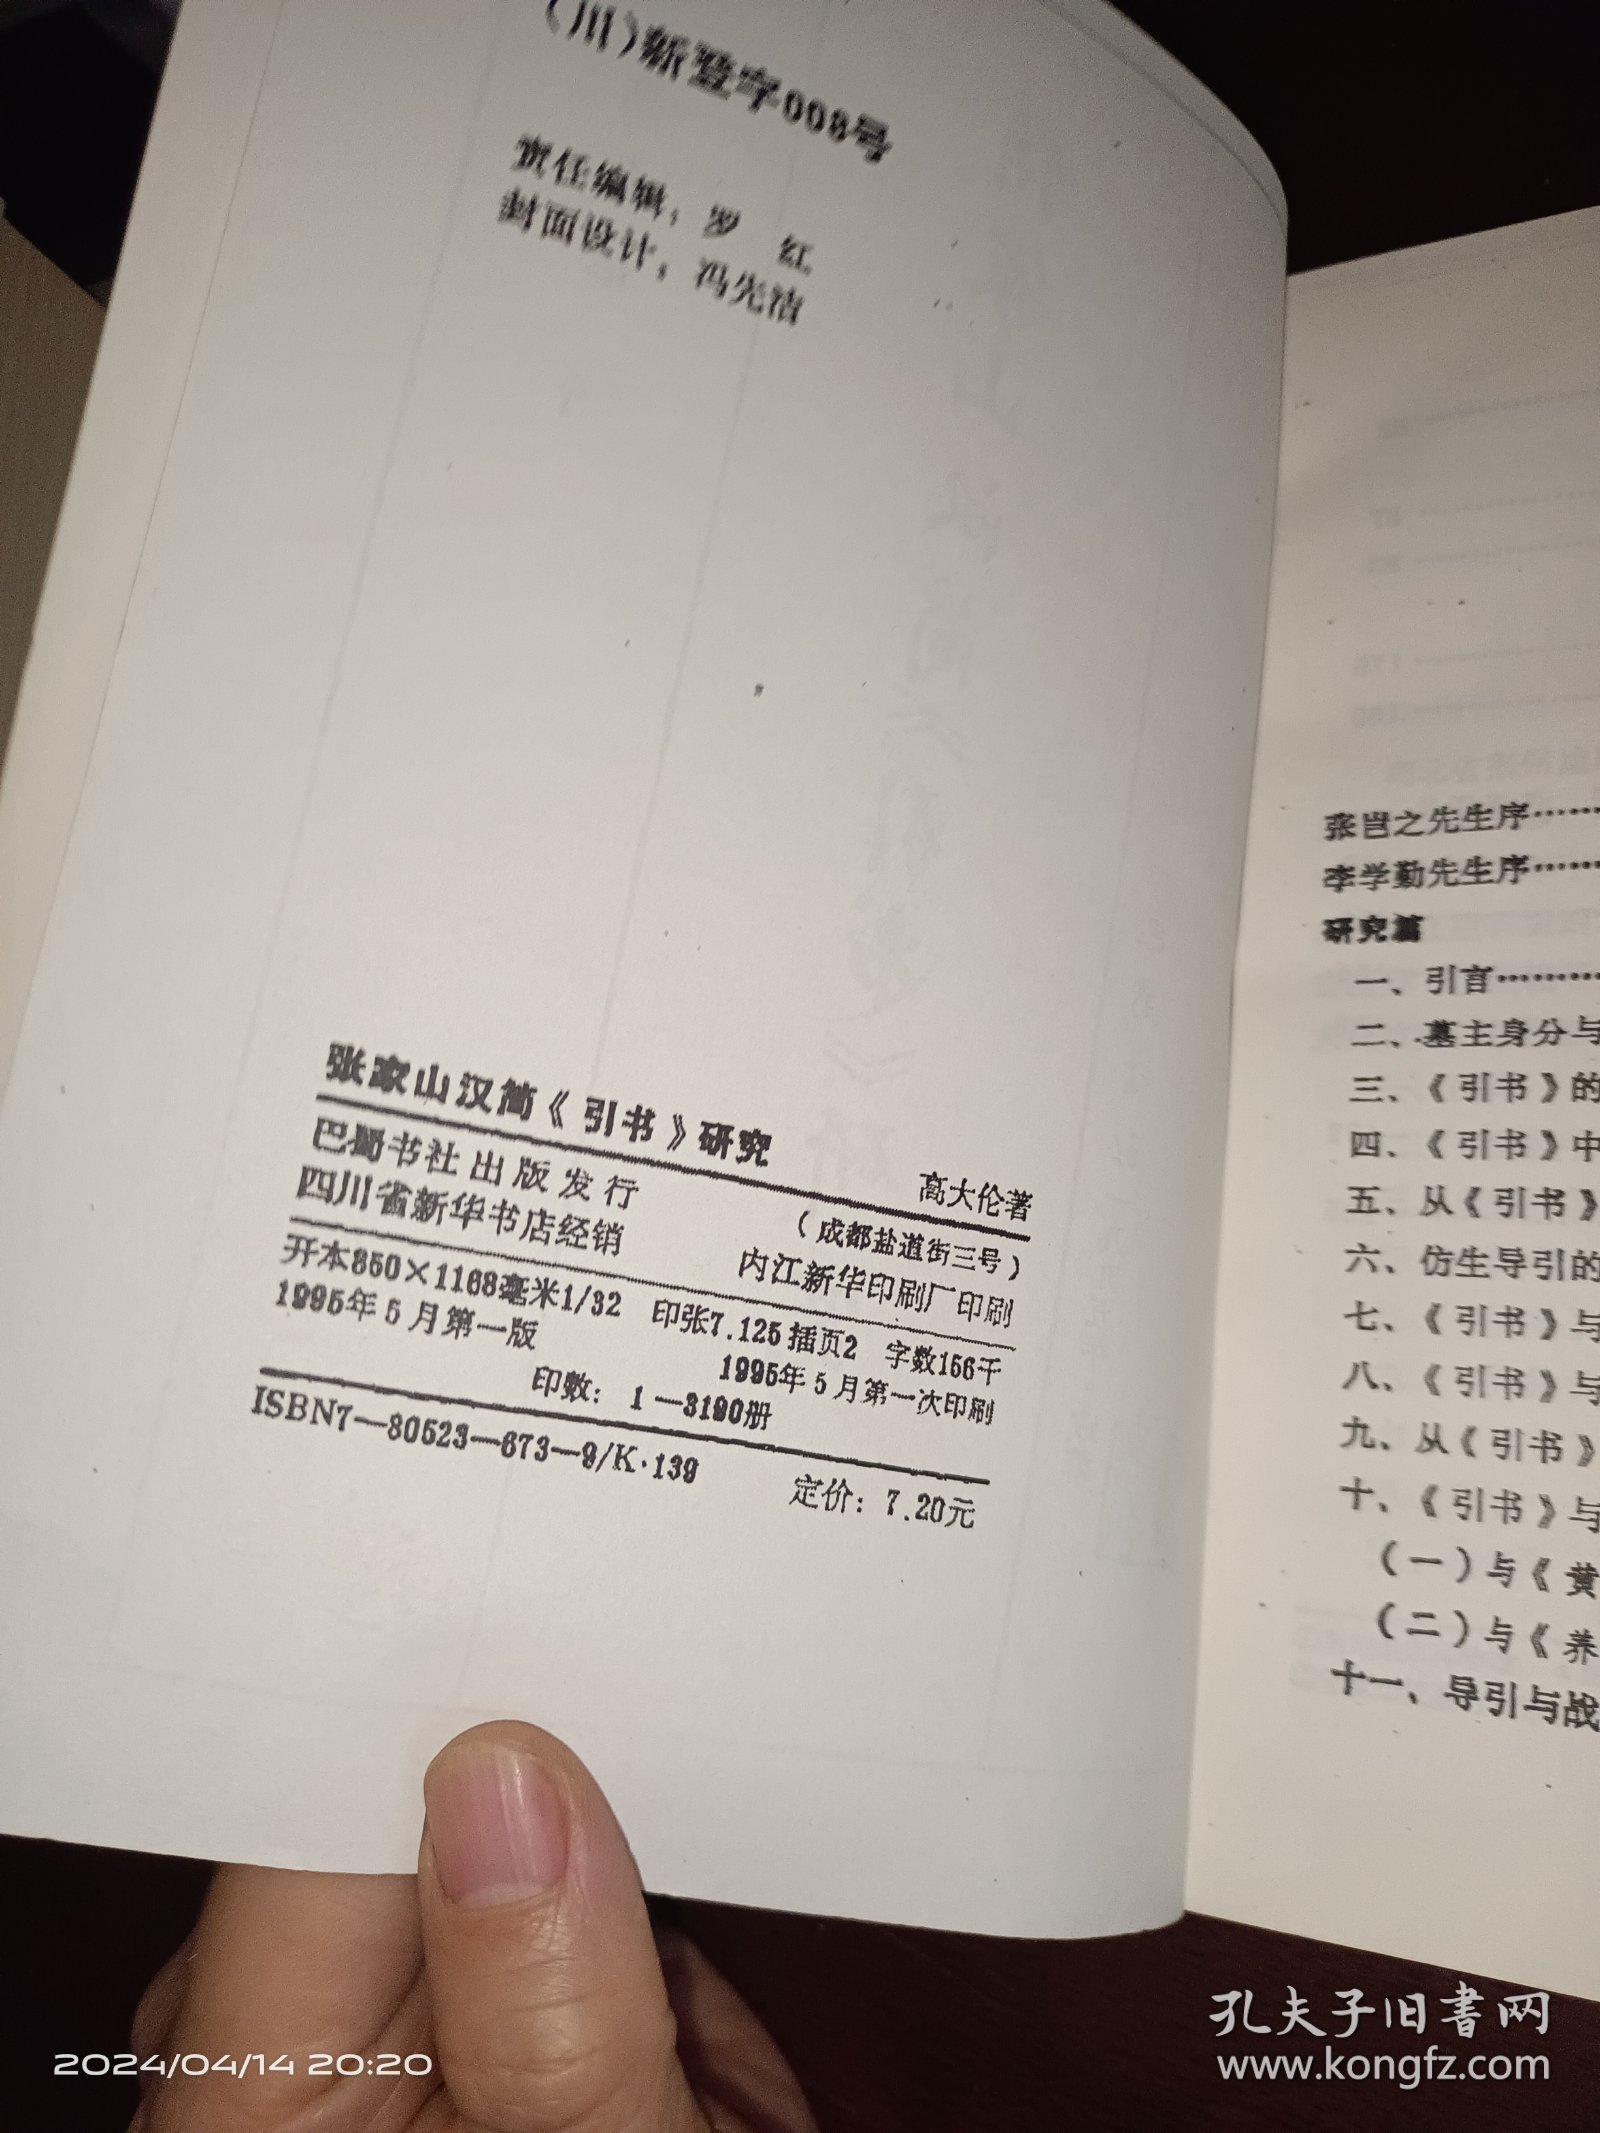 （川）新登字008号
责任编辑：罗 红
封面设计：冯先洁
张家山汉简《引书》研究
高大伦著
巴蜀书社出版发行
（成都盐道街三号）
四川省新华书店经销
内江新华印刷厂印刷
开本850×1168毫米1/32 印张7.125 插页2 字数156千
1995年5月第一版
1995年5月第一次印刷
印数：1—3190册
ISBN7—80523—673—9/K·139
定价：7.20元
张岂之先生序………
李学勤先生序………
研究篇
一、引言…………
二、墓主身分与
三、《引书》的
四、《引书》中
五、从《引书》
六、仿生导引的
七、《引书》与
八、《引书》与
九、从《引书》
十、《引书》与
（一）与《黄
（二）与《养
十一、导引与战
2024/04/14 20:20
孔夫子旧書网
www.kongfz.com